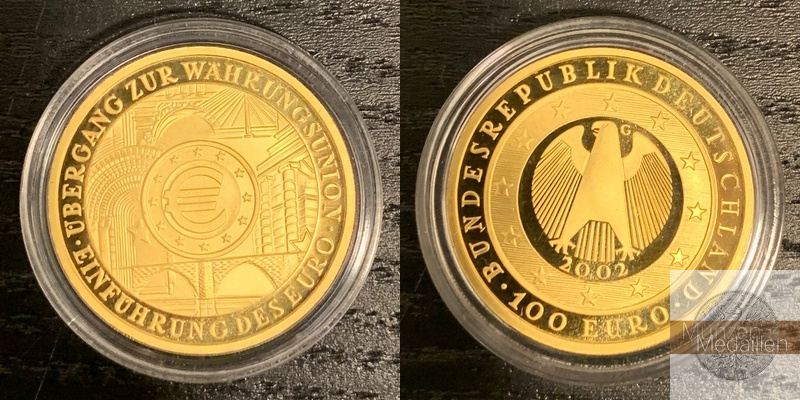 · ÜBERGANG ZUR WÄHRUNGSUNION ·
EINFÜHRUNG DES EURO
· BUNDESREPUBLIK DEUTSCHLAND ·
G
2002
100 EURO
Münzen
Medaillen